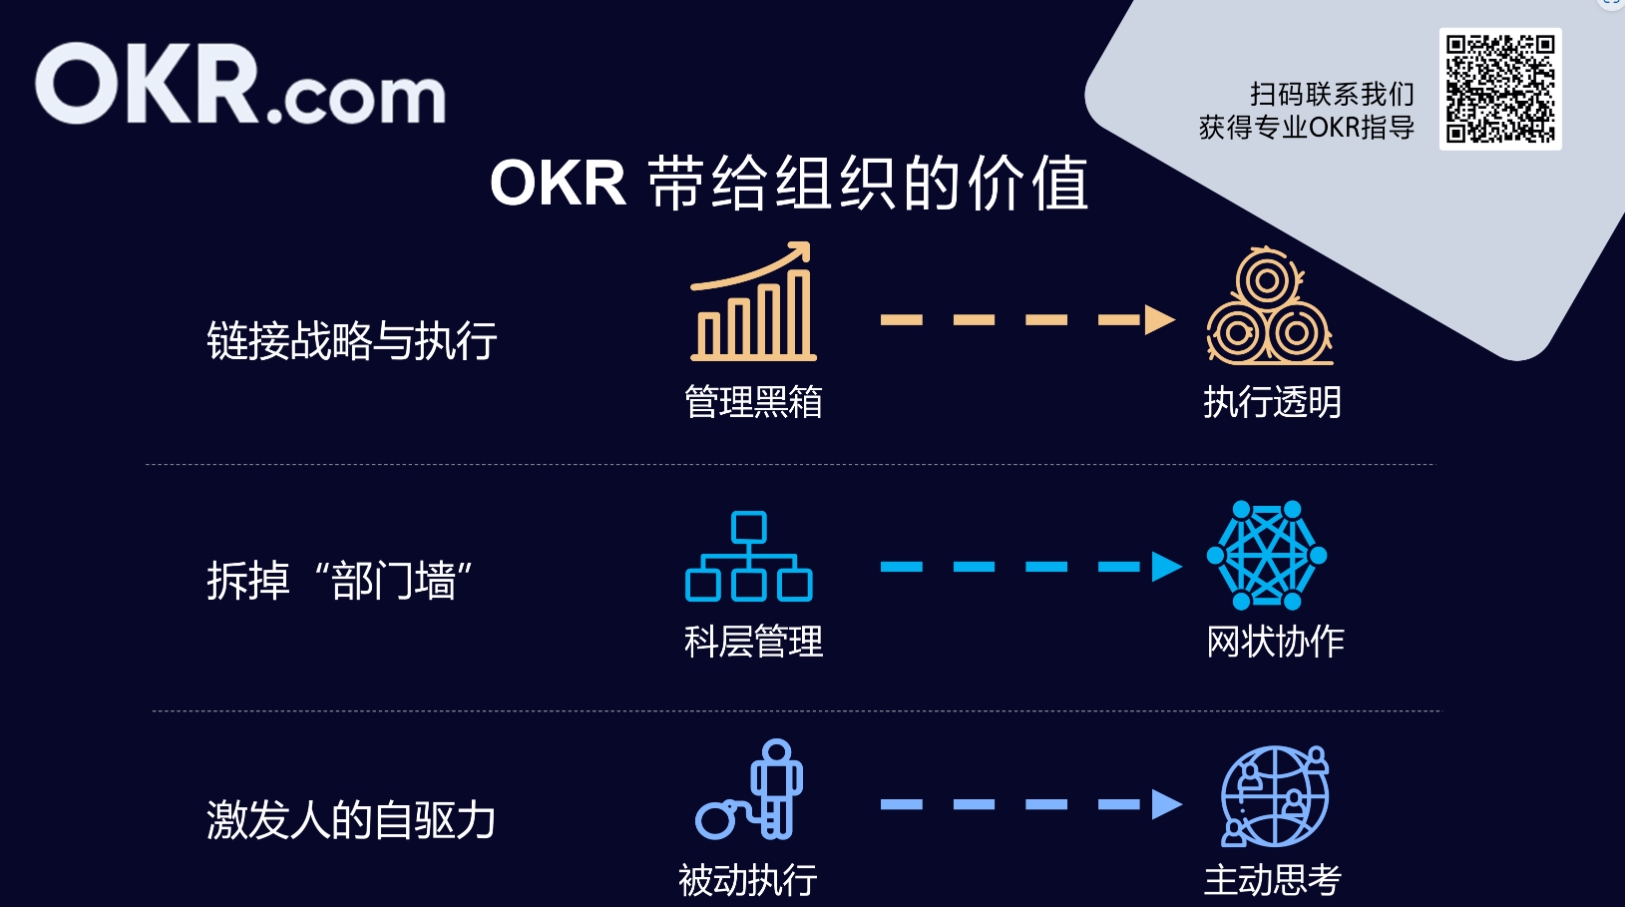 OKR.com
扫码联系我们
获得专业OKR指导
OKR 带给组织的价值
链接战略与执行
管理黑箱
执行透明
拆掉“部门墙”
科层管理
网状协作
激发人的自驱力
被动执行
主动思考